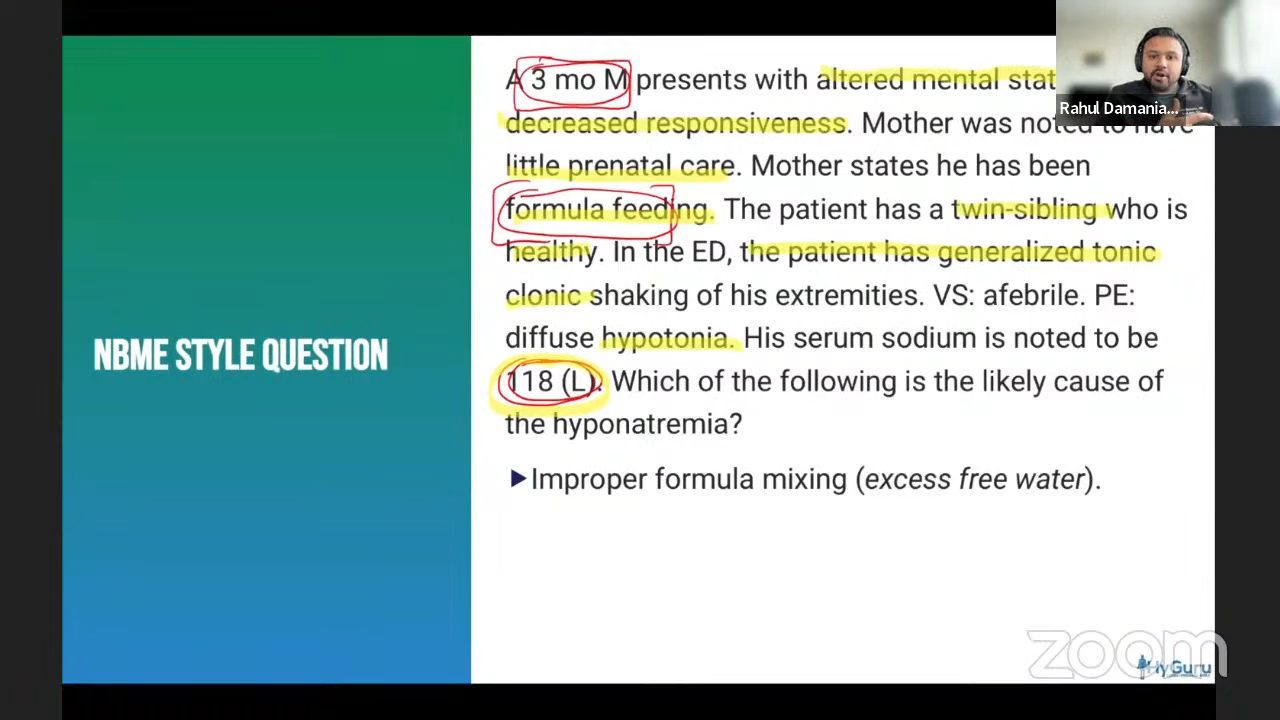 NBME STYLE QUESTION
A 3 mo M presents with altered mental stat
decreased responsiveness. Mother was noted to have
little prenatal care. Mother states he has been
formula feeding. The patient has a twin-sibling who is
healthy. In the ED, the patient has generalized tonic
clonic shaking of his extremities. VS: afebrile. PE:
diffuse hypotonia. His serum sodium is noted to be
118 (L). Which of the following is the likely cause of
the hyponatremia?
Improper formula mixing (excess free water).
Rahul Damania...
zoom
HyGuru